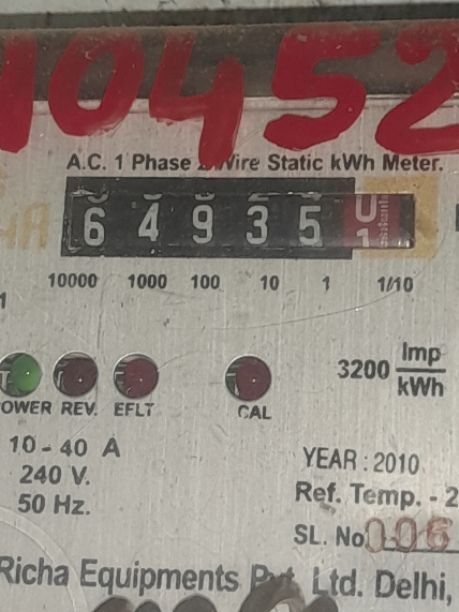 10452
A.C. 1 Phase 2 Wire Static kWh Meter.
6 4 9 3 5
10000 1000 100 10 1 1/10
3200 Imp/kWh
POWER REV. EFLT CAL
10 - 40 A
240 V.
50 Hz.
YEAR : 2010
Ref. Temp. - 2
SL. No 006
Richa Equipments Pvt. Ltd. Delhi,